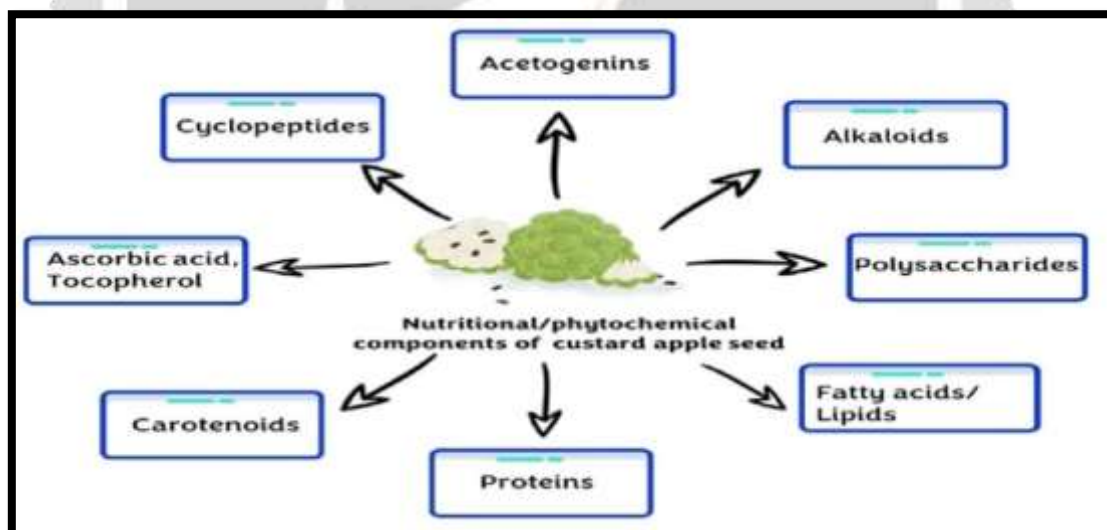 Acetogenins
Cyclopeptides
Alkaloids
Ascorbic acid,
Tocopherol
Polysaccharides
Nutritional/phytochemical
components of custard apple seed
Fatty acids/
Lipids
Carotenoids
Proteins